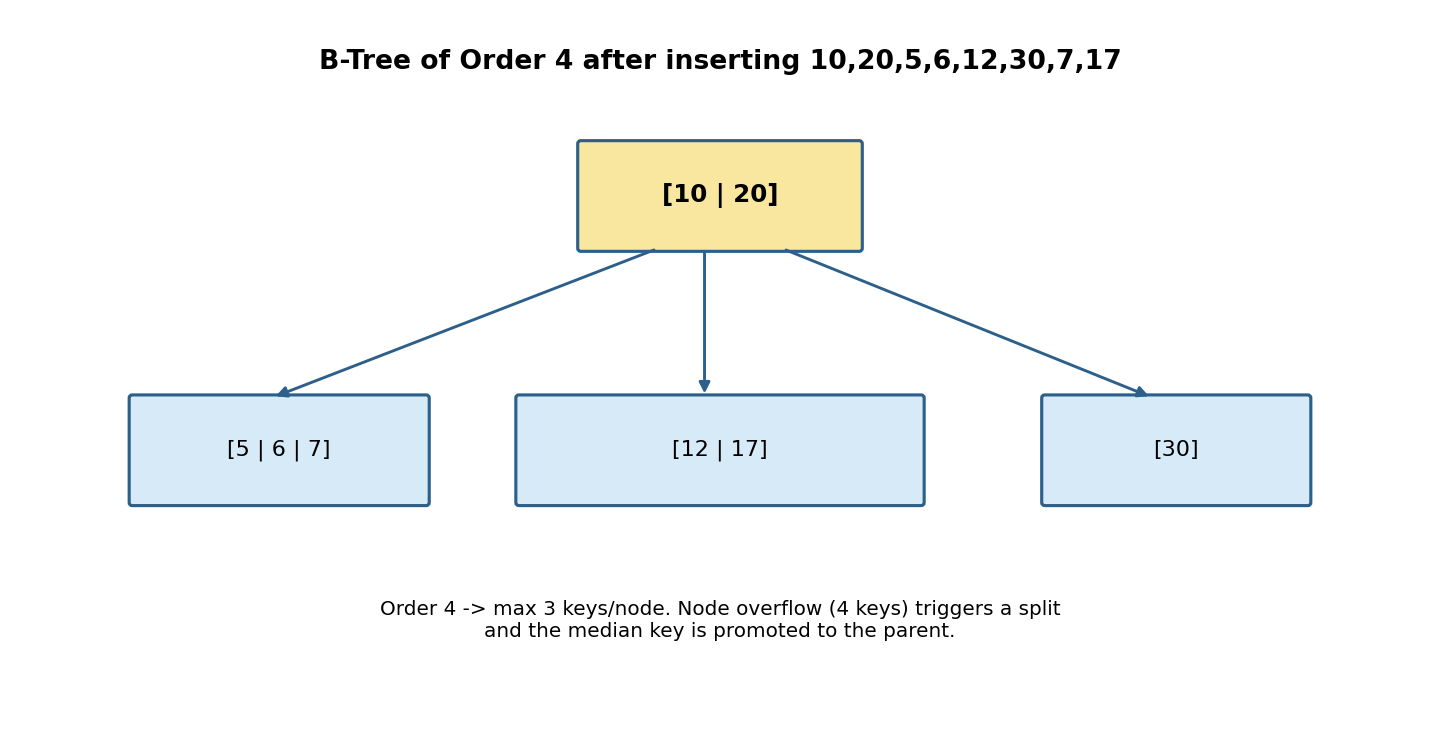 B-Tree of Order 4 after inserting 10,20,5,6,12,30,7,17
[10 | 20]
[5 | 6 | 7]
[12 | 17]
[30]
Order 4 -> max 3 keys/node. Node overflow (4 keys) triggers a split
and the median key is promoted to the parent.